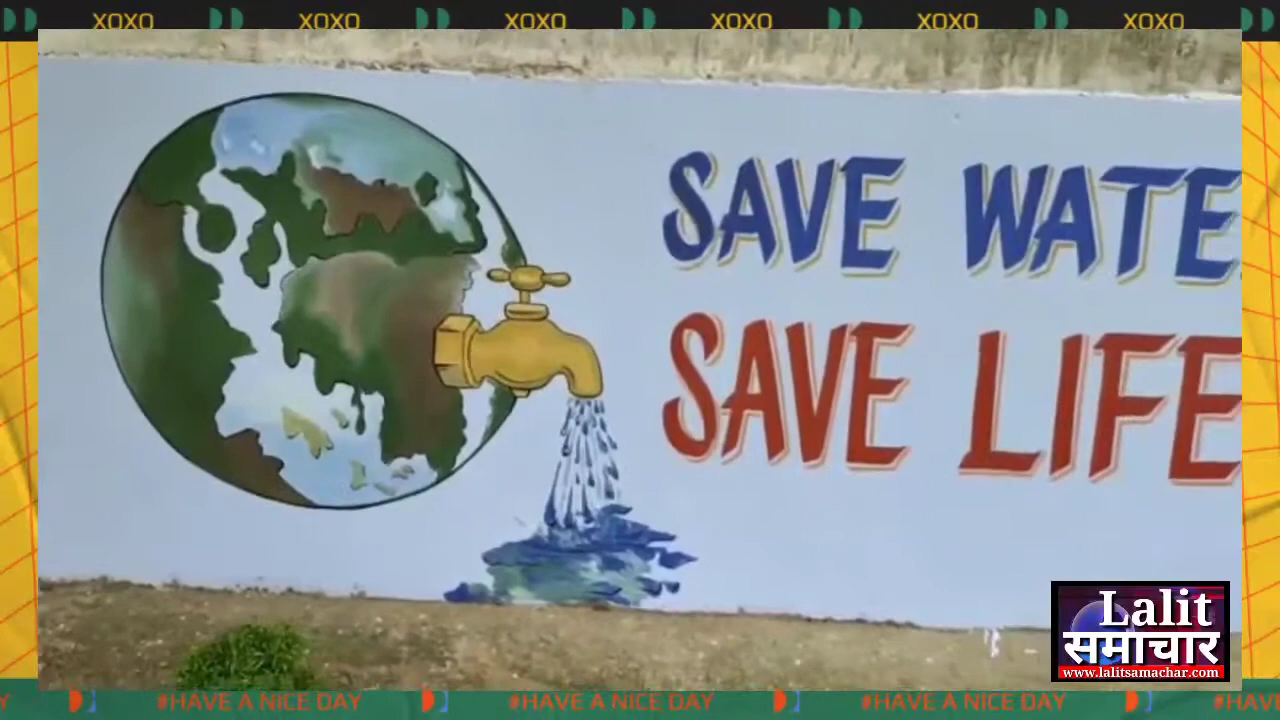 XOXO XOXO XOXO XOXO XOXO XOXO
SAVE WATE
SAVE LIFE
Lalit
समाचार
www.lalitsamachar.com
Y #HAVE A NICE DAY #HAVE A NICE DAY #HAVE A NICE DAY #HAV